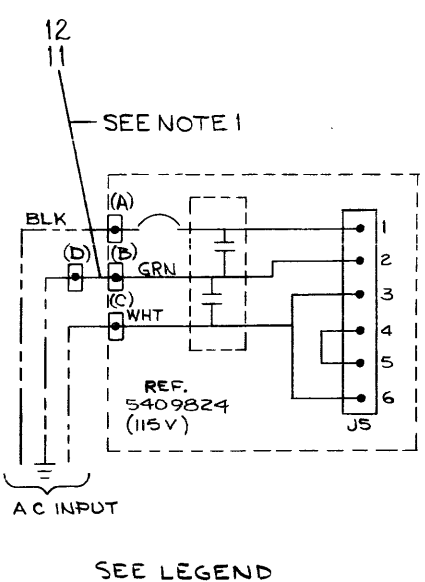 12
11
SEE NOTE 1
(A)
BLK
1
(D)
(B)
GRN
2
(C)
WHT
3
4
5
REF.
5409824
(115V)
6
J5
AC INPUT
SEE LEGEND